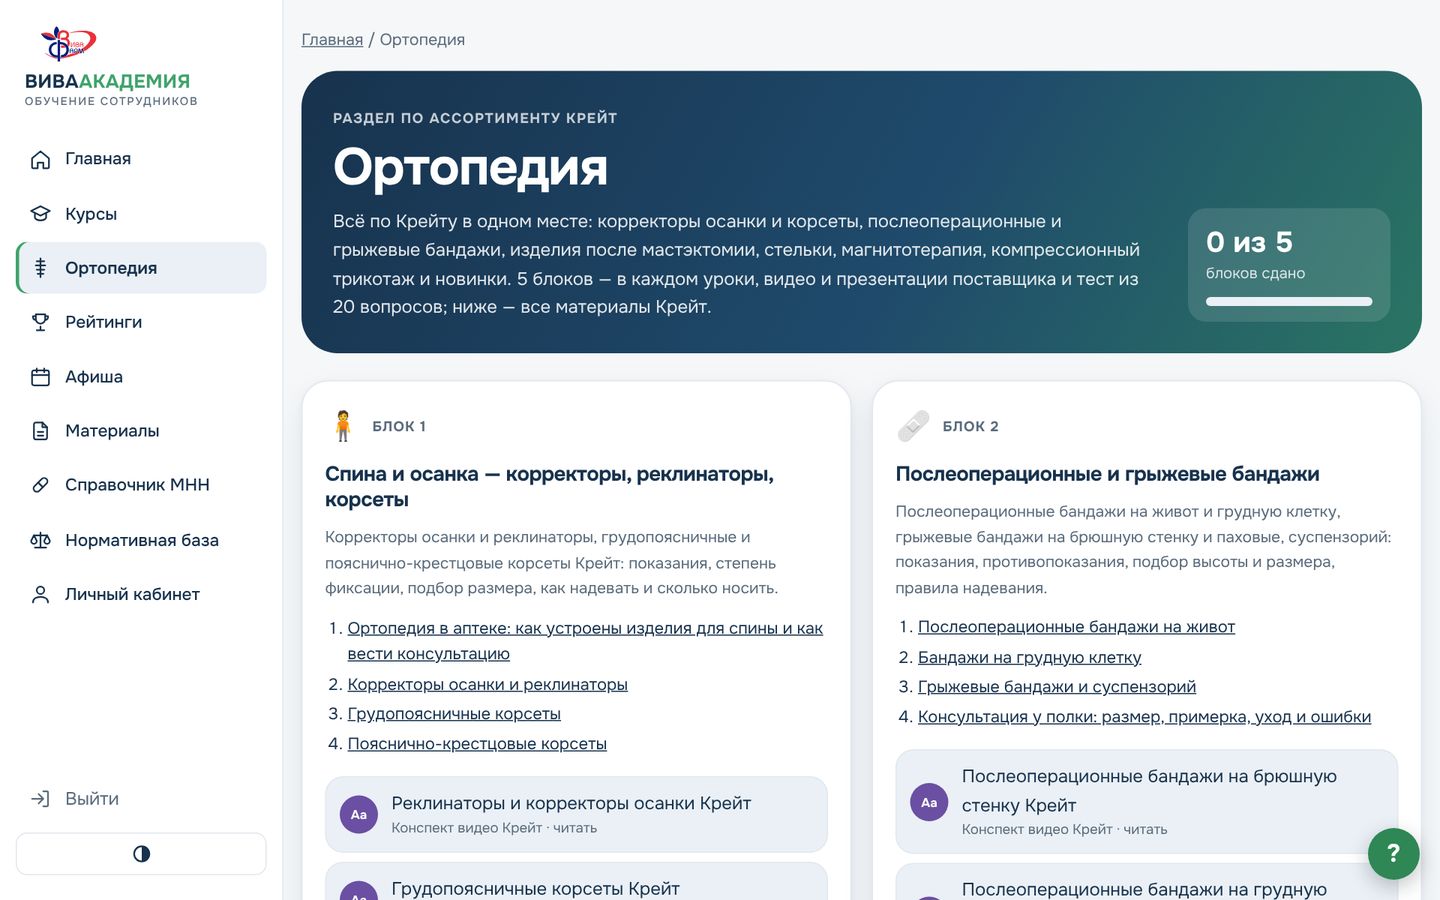 ВИВА
ФАРМ
ВИВААКАДЕМИЯ
ОБУЧЕНИЕ СОТРУДНИКОВ
Главная
Курсы
Ортопедия
Рейтинги
Афиша
Материалы
Справочник МНН
Нормативная база
Личный кабинет
Выйти
Главная / Ортопедия
РАЗДЕЛ ПО АССОРТИМЕНТУ КРЕЙТ
Ортопедия
Всё по Крейту в одном месте: корректоры осанки и корсеты, послеоперационные и
грыжевые бандажи, изделия после мастэктомии, стельки, магнитотерапия, компрессионный
трикотаж и новинки. 5 блоков — в каждом уроки, видео и презентации поставщика и тест из
20 вопросов; ниже — все материалы Крейт.
0 из 5
блоков сдано
БЛОК 1
Спина и осанка — корректоры, реклинаторы,
корсеты
Корректоры осанки и реклинаторы, грудопоясничные и
пояснично-крестцовые корсеты Крейт: показания, степень
фиксации, подбор размера, как надевать и сколько носить.
1. Ортопедия в аптеке: как устроены изделия для спины и как
вести консультацию
2. Корректоры осанки и реклинаторы
3. Грудопоясничные корсеты
4. Пояснично-крестцовые корсеты
Aa
Реклинаторы и корректоры осанки Крейт
Конспект видео Крейт · читать
Aa
Грудопоясничные корсеты Крейт
БЛОК 2
Послеоперационные и грыжевые бандажи
Послеоперационные бандажи на живот и грудную клетку,
грыжевые бандажи на брюшную стенку и паховые, суспензорий:
показания, противопоказания, подбор высоты и размера,
правила надевания.
1. Послеоперационные бандажи на живот
2. Бандажи на грудную клетку
3. Грыжевые бандажи и суспензорий
4. Консультация у полки: размер, примерка, уход и ошибки
Aa
Послеоперационные бандажи на брюшную
стенку Крейт
Конспект видео Крейт · читать
Послеоперационные бандажи на грудную
?